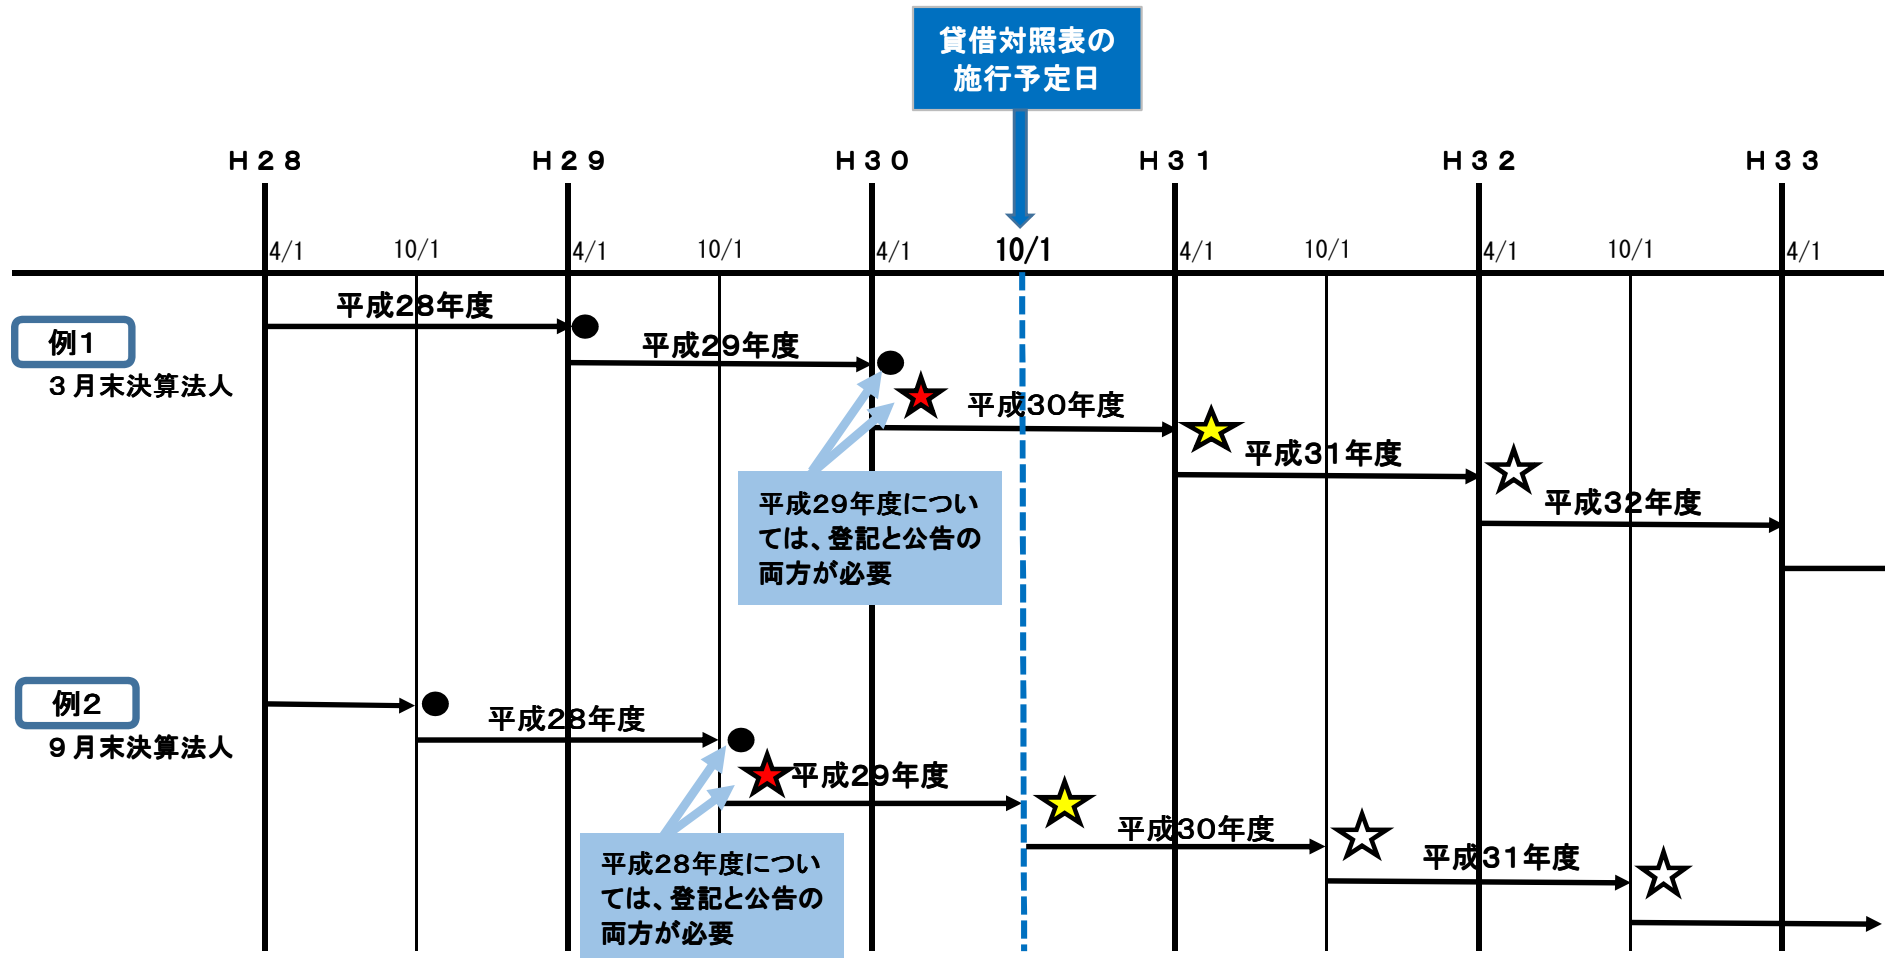 貸借対照表の
施行予定日
Ｈ２８
Ｈ２９
Ｈ３０
Ｈ３１
Ｈ３２
Ｈ３３
4/1
10/1
4/1
10/1
4/1
10/1
4/1
10/1
4/1
10/1
4/1
例１
３月末決算法人
平成２８年度
平成２９年度
平成３０年度
平成３１年度
平成３２年度
平成２９年度につい
ては、登記と公告の
両方が必要
例２
９月末決算法人
平成２８年度
平成２９年度
平成３０年度
平成３１年度
平成２８年度につい
ては、登記と公告の
両方が必要